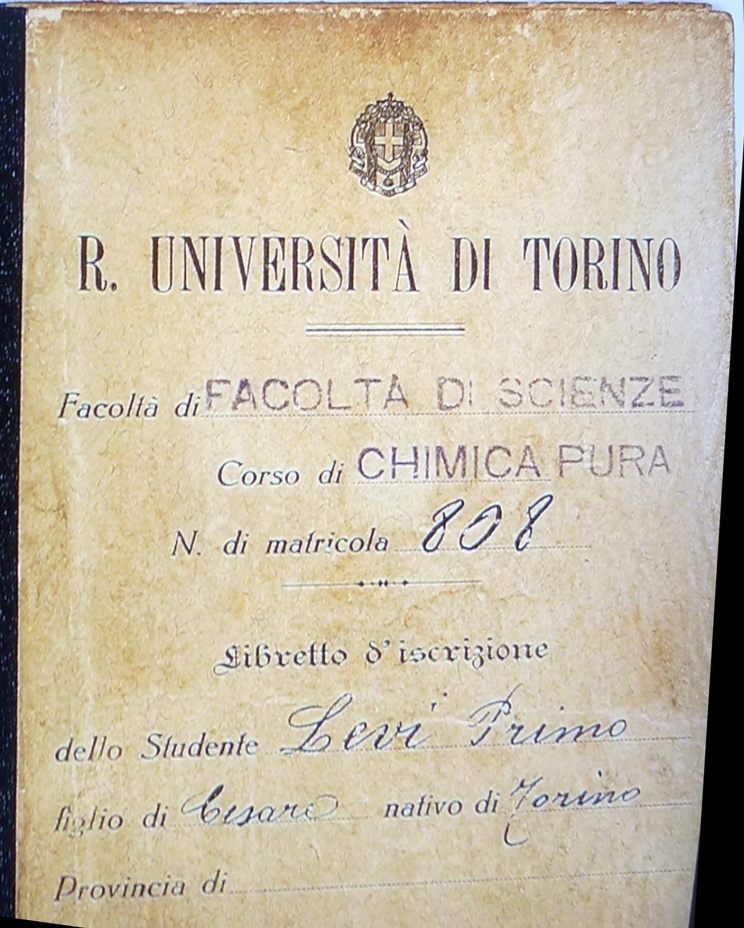 R. UNIVERSITÀ DI TORINO
Facoltà di FACOLTÀ DI SCIENZE
Corso di CHIMICA PURA
N. di matricola 808
Libretto d'iscrizione
dello Studente Levi Primo
figlio di Cesare nativo di Torino
Provincia di